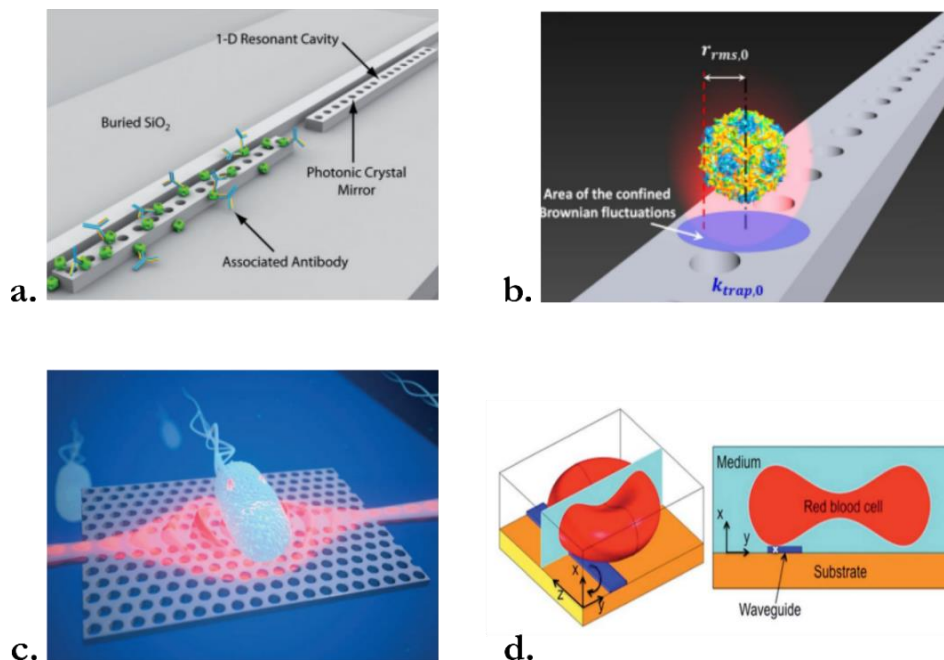 1-D Resonant Cavity
Buried SiO₂
Photonic Crystal
Mirror
Associated Antibody
a.
r_rms,0
Area of the confined
Brownian fluctuations
k_trap,0
b.
c.
x
z
y
Medium
Red blood cell
x
y
x
Substrate
Waveguide
d.